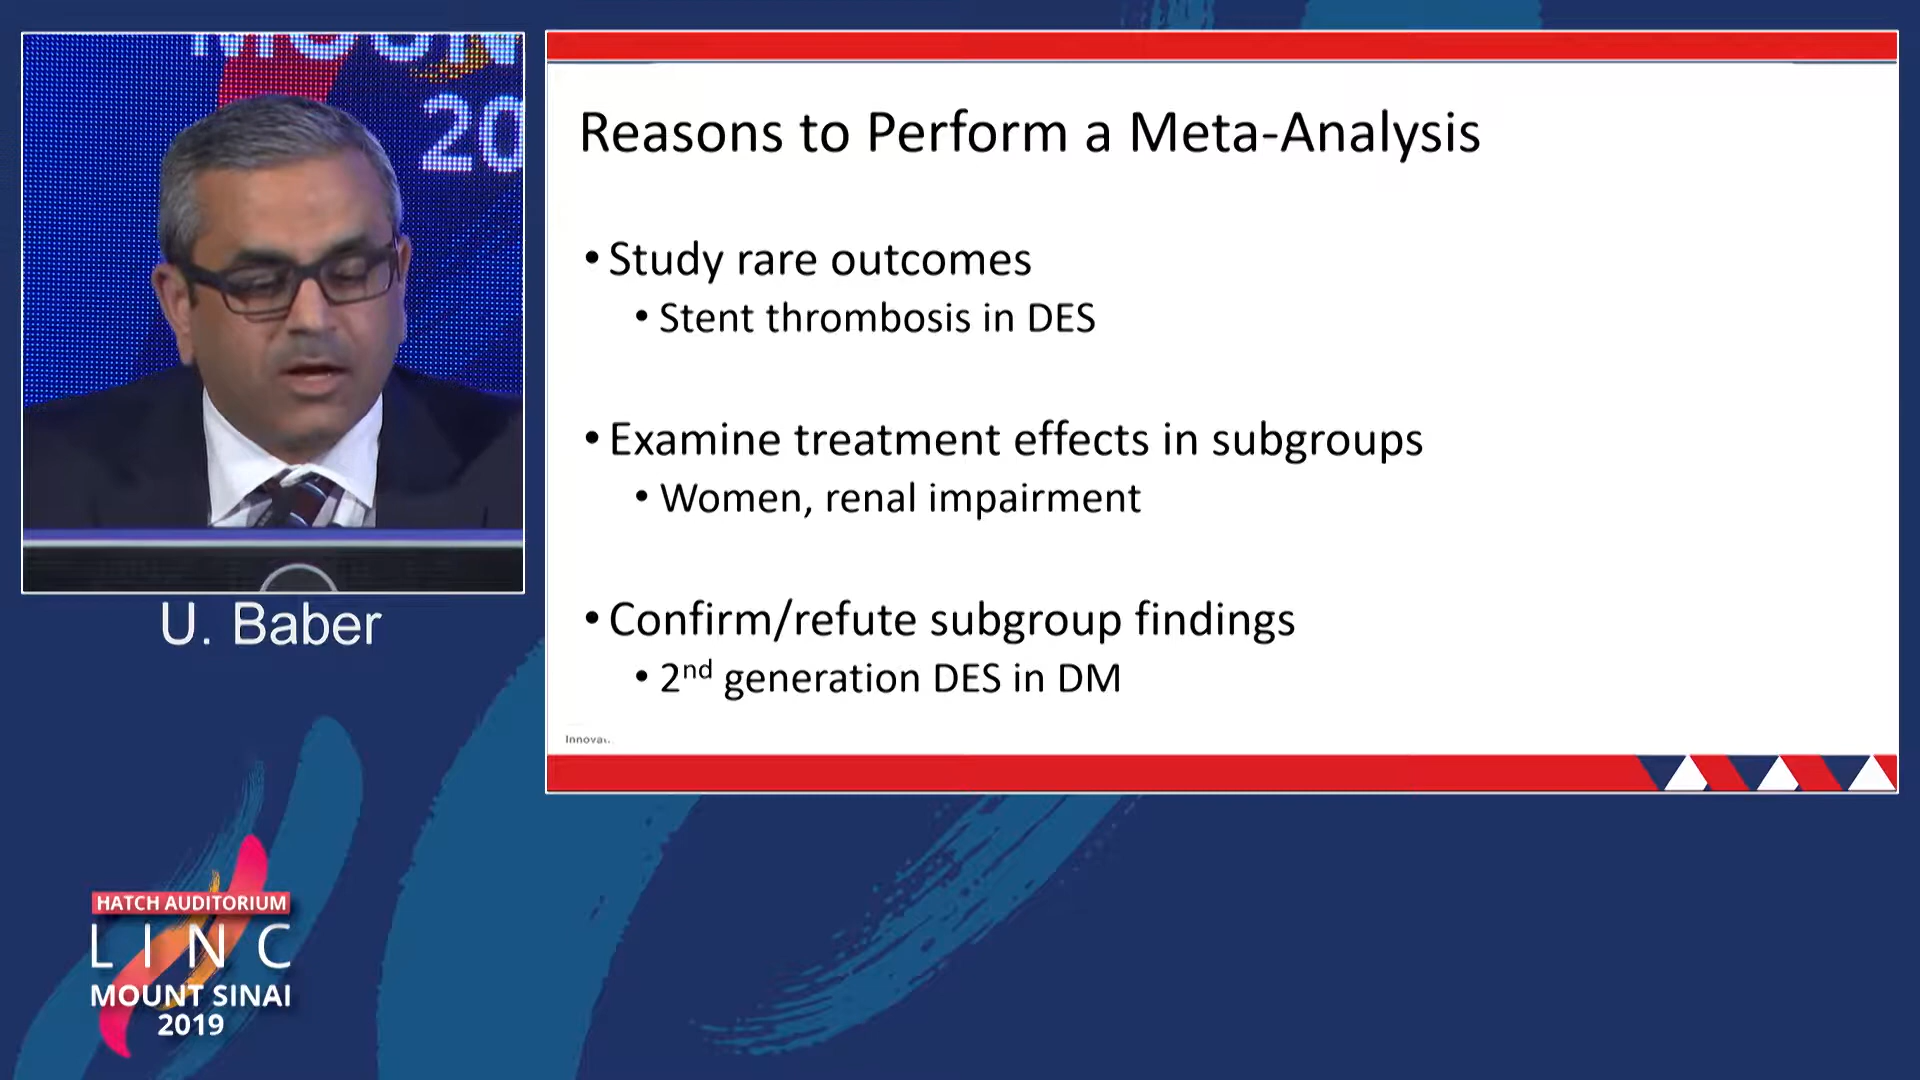 20
U. Baber
Reasons to Perform a Meta-Analysis
• Study rare outcomes
• Stent thrombosis in DES
• Examine treatment effects in subgroups
• Women, renal impairment
• Confirm/refute subgroup findings
• 2nd generation DES in DM
HATCH AUDITORIUM
LINC
MOUNT SINAI
2019